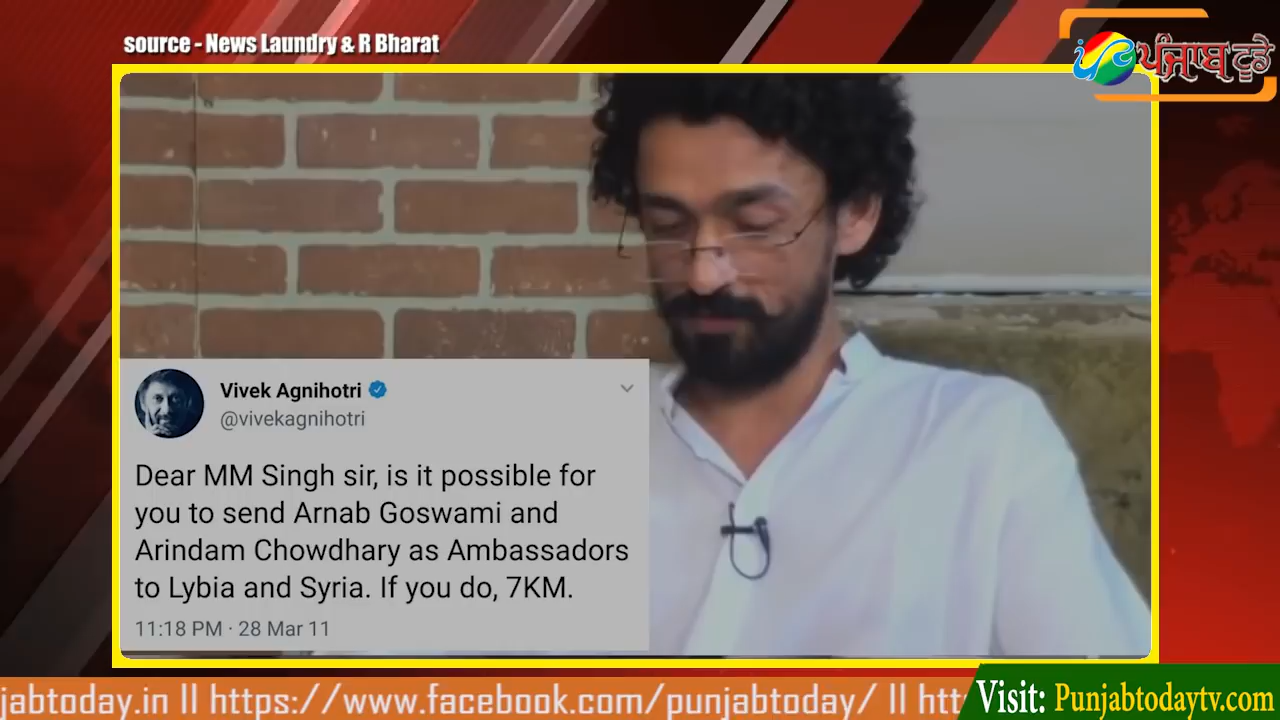 source - News Laundry & R Bharat
ਪੰਜਾਬ ਟੂਡੇ
Vivek Agnihotri
@vivekagnihotri
Dear MM Singh sir, is it possible for
you to send Arnab Goswami and
Arindam Chowdhary as Ambassadors
to Lybia and Syria. If you do, 7KM.
11:18 PM · 28 Mar 11
jabtoday.in II https://www.facebook.com/punjabtoday/ II htt
Visit: Punjabtodaytv.com